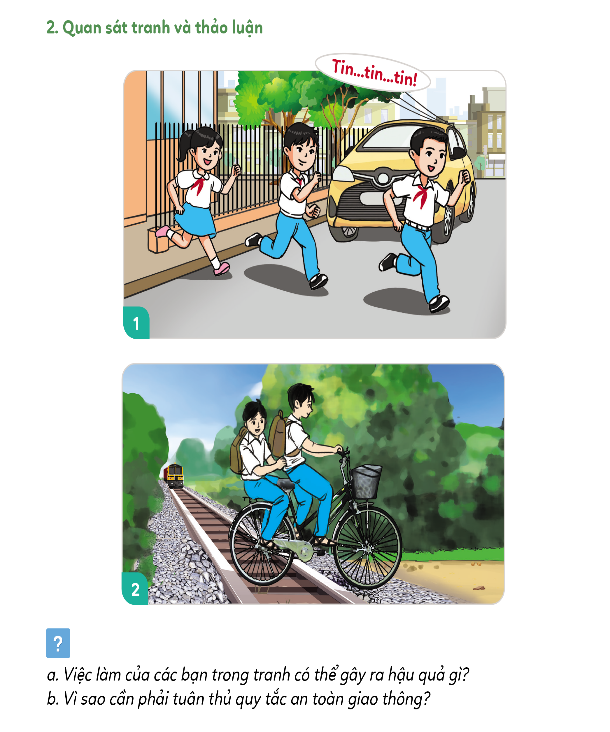 2. Quan sát tranh và thảo luận
Tin...tin...tin!
1
2
?
a. Việc làm của các bạn trong tranh có thể gây ra hậu quả gì?
b. Vì sao cần phải tuân thủ quy tắc an toàn giao thông?